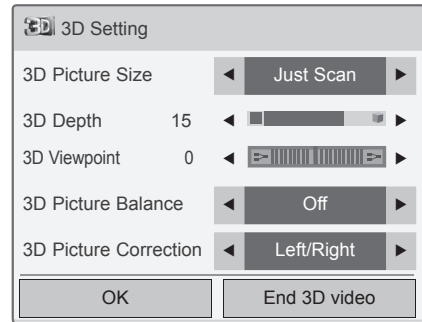 3D 3D Setting
3D Picture Size Just Scan
3D Depth 15
3D Viewpoint 0
3D Picture Balance Off
3D Picture Correction Left/Right
OK End 3D video